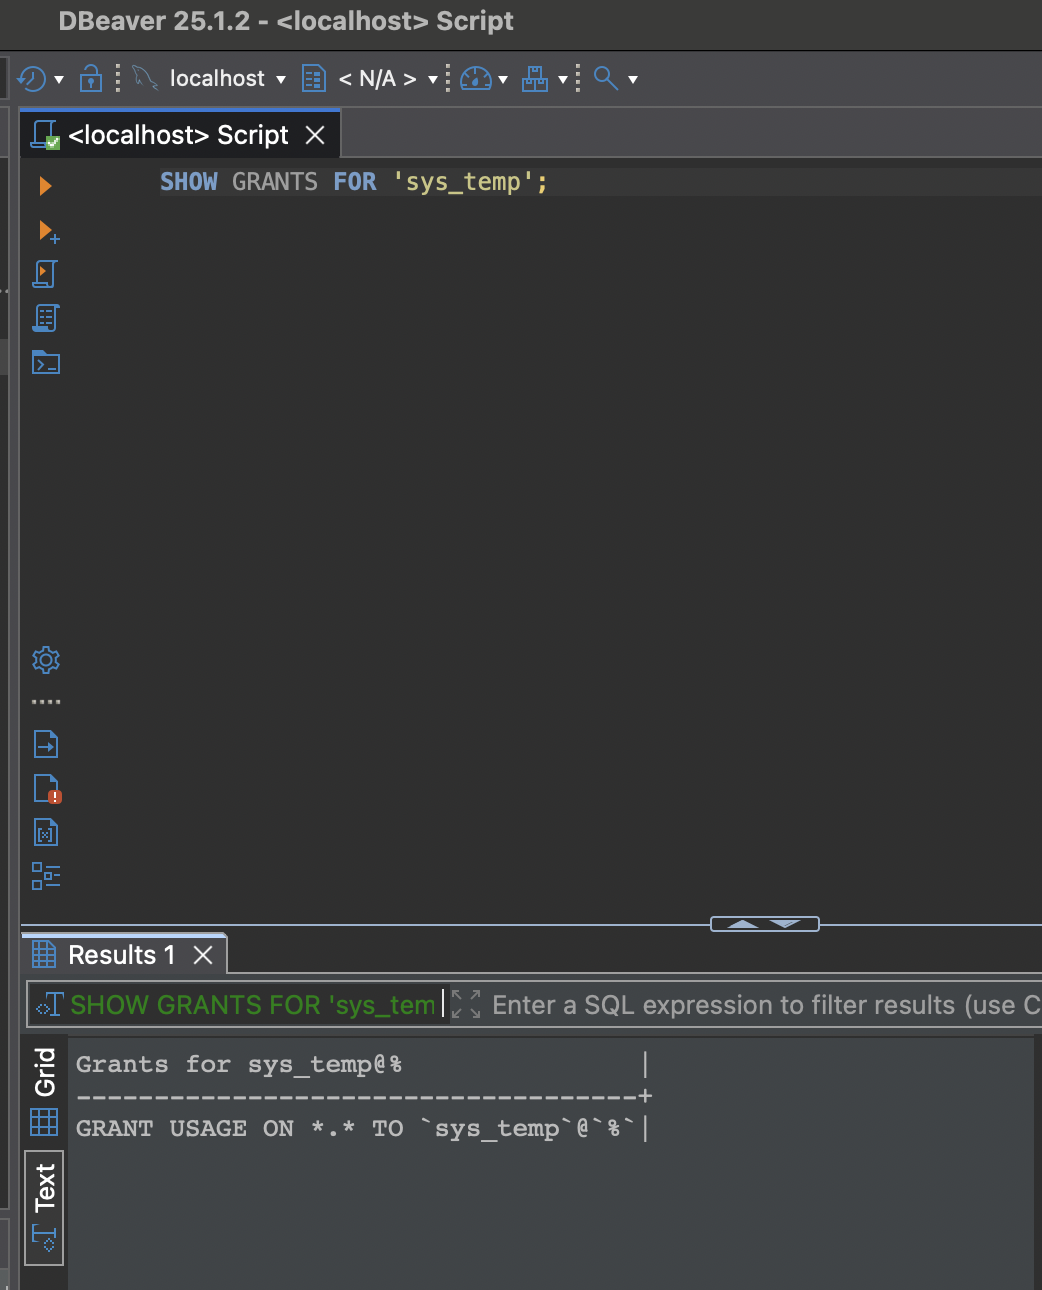 DBeaver 25.1.2 - <localhost> Script
localhost < N/A >
<localhost> Script
SHOW GRANTS FOR 'sys_temp';
Results 1
SHOW GRANTS FOR 'sys_tem Enter a SQL expression to filter results (use C
Grid
Text
Grants for sys_temp@% |
------------------------------------+
GRANT USAGE ON *.* TO `sys_temp`@`%`|